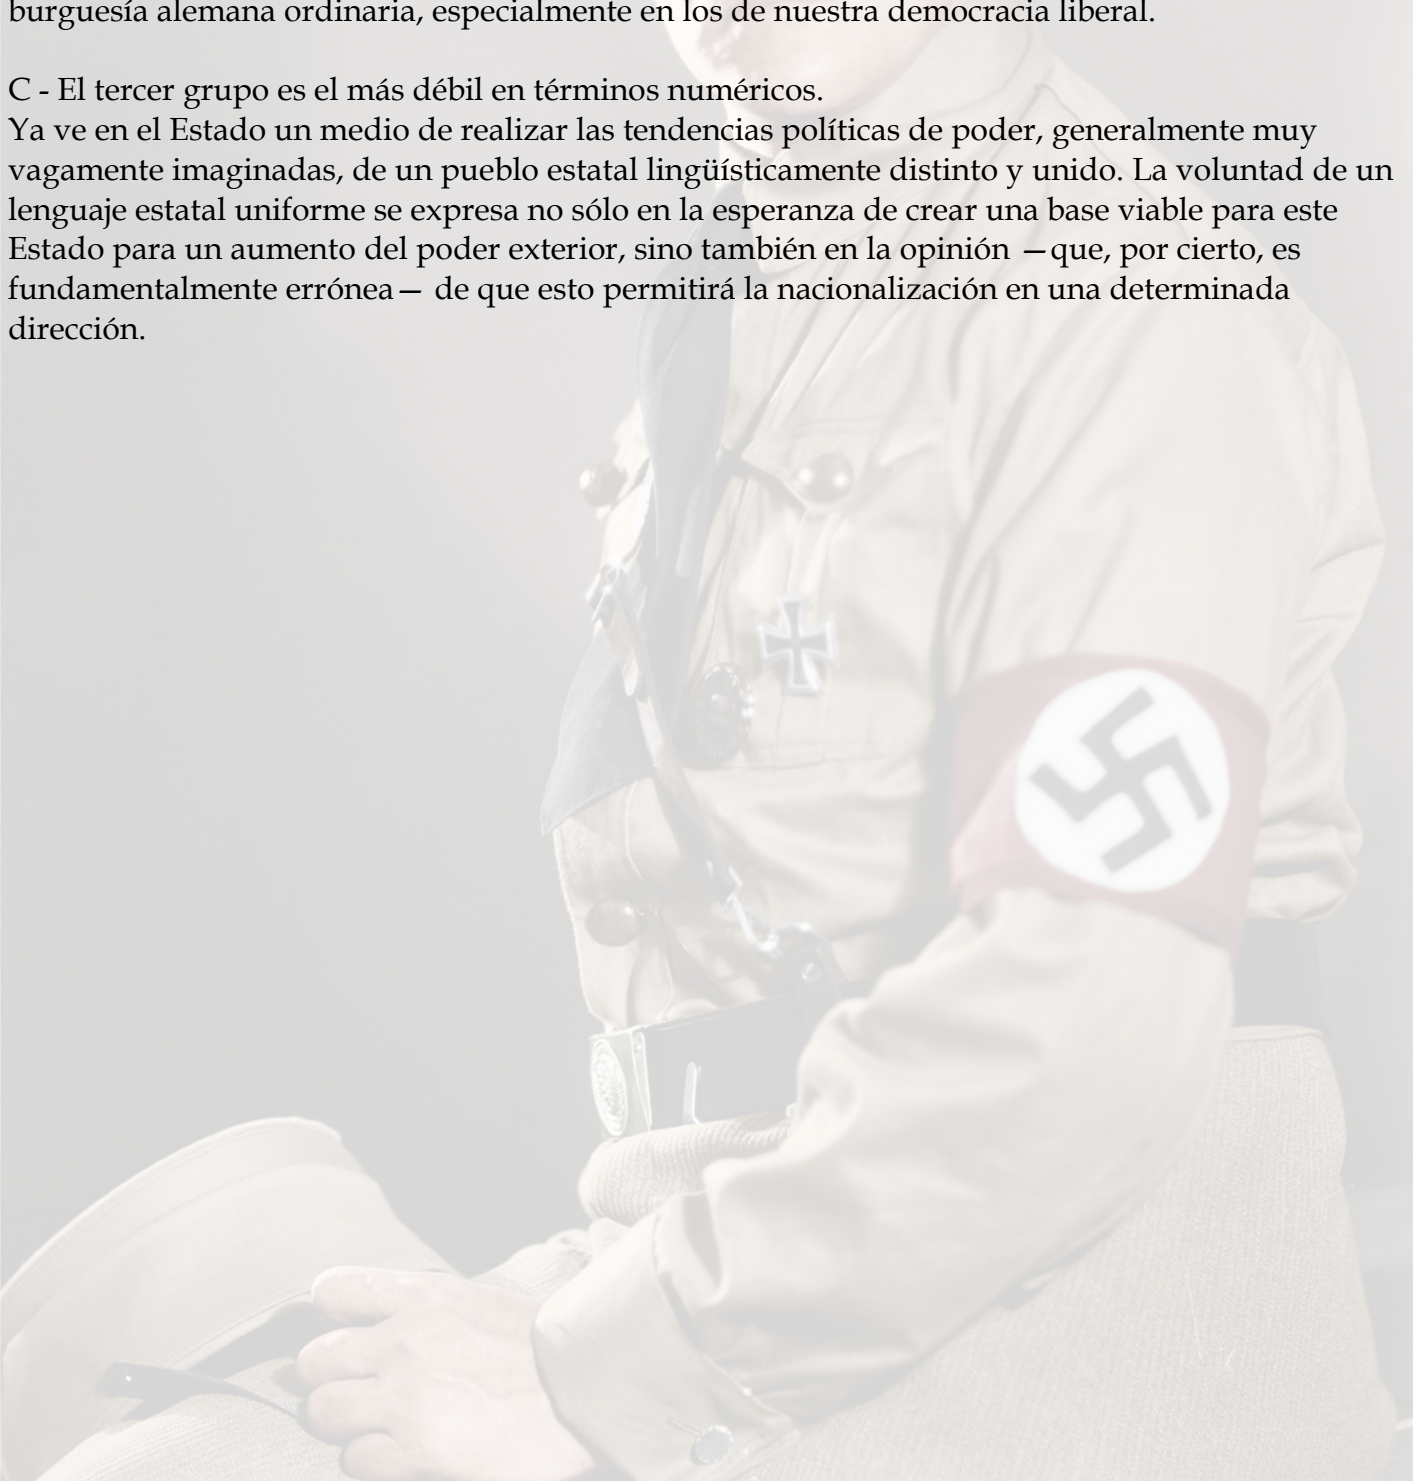 burguesía alemana ordinaria, especialmente en los de nuestra democracia liberal.
C - El tercer grupo es el más débil en términos numéricos.
Ya ve en el Estado un medio de realizar las tendencias políticas de poder, generalmente muy
vagamente imaginadas, de un pueblo estatal lingüísticamente distinto y unido. La voluntad de un
lenguaje estatal uniforme se expresa no sólo en la esperanza de crear una base viable para este
Estado para un aumento del poder exterior, sino también en la opinión —que, por cierto, es
fundamentalmente errónea— de que esto permitirá la nacionalización en una determinada
dirección.